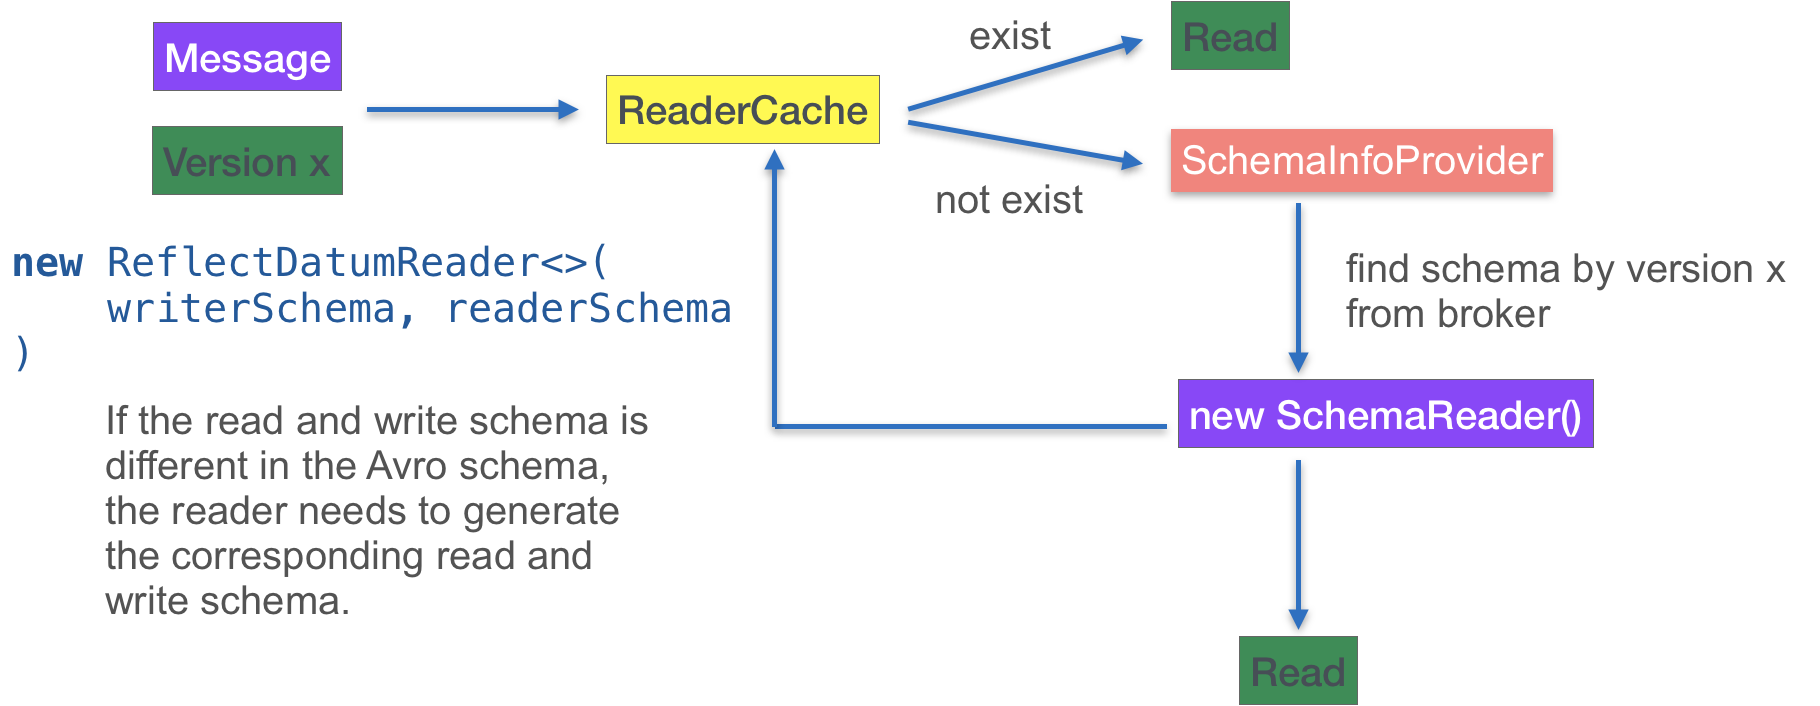 Message
Version x
ReaderCache
exist
not exist
Read
SchemaInfoProvider
find schema by version x
from broker
new SchemaReader()
Read
new ReflectDatumReader<>(
writerSchema, readerSchema
)
If the read and write schema is
different in the Avro schema,
the reader needs to generate
the corresponding read and
write schema.